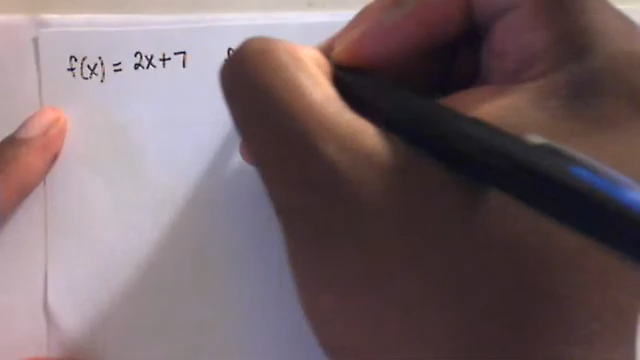 f(x) = 2x+7